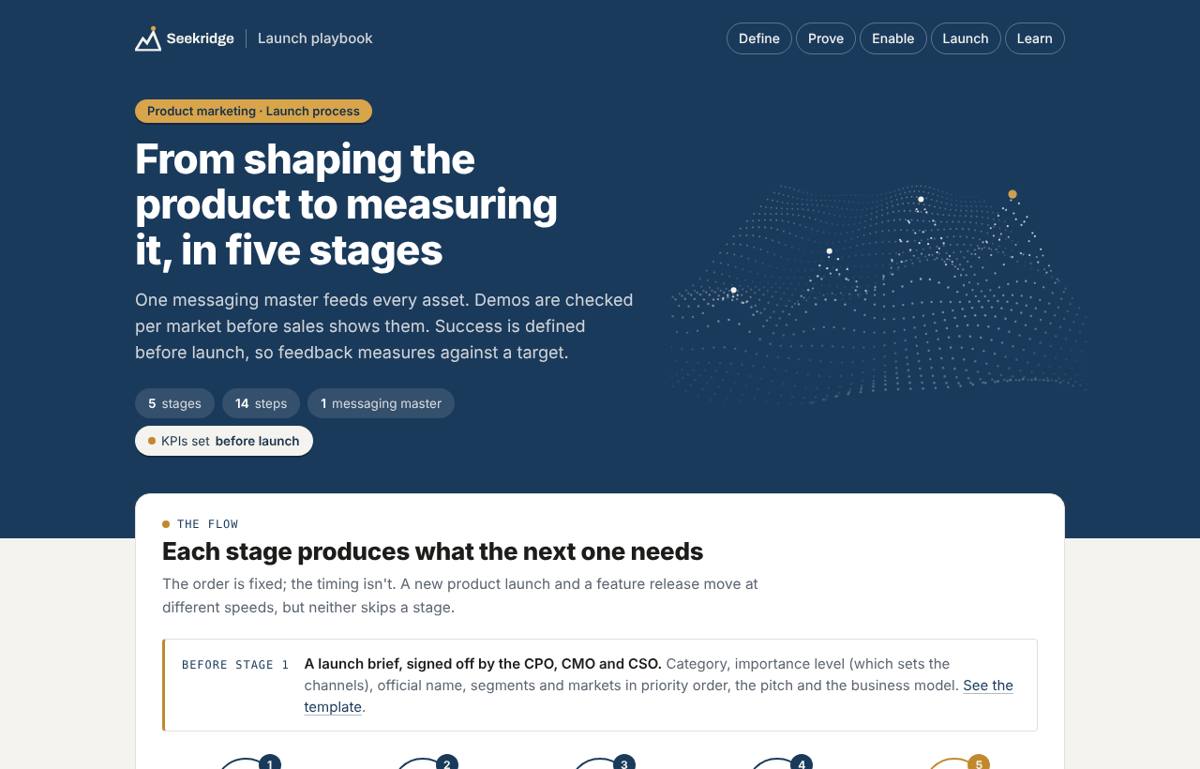 Seekridge
Launch playbook
Define
Prove
Enable
Launch
Learn
Product marketing · Launch process
From shaping the
product to measuring
it, in five stages
One messaging master feeds every asset. Demos are checked
per market before sales shows them. Success is defined
before launch, so feedback measures against a target.
5 stages
14 steps
1 messaging master
KPIs set before launch
THE FLOW
Each stage produces what the next one needs
The order is fixed; the timing isn't. A new product launch and a feature release move at
different speeds, but neither skips a stage.
BEFORE STAGE 1
A launch brief, signed off by the CPO, CMO and CSO. Category, importance level (which sets the
channels), official name, segments and markets in priority order, the pitch and the business model. See the
template.
1
2
3
4
5